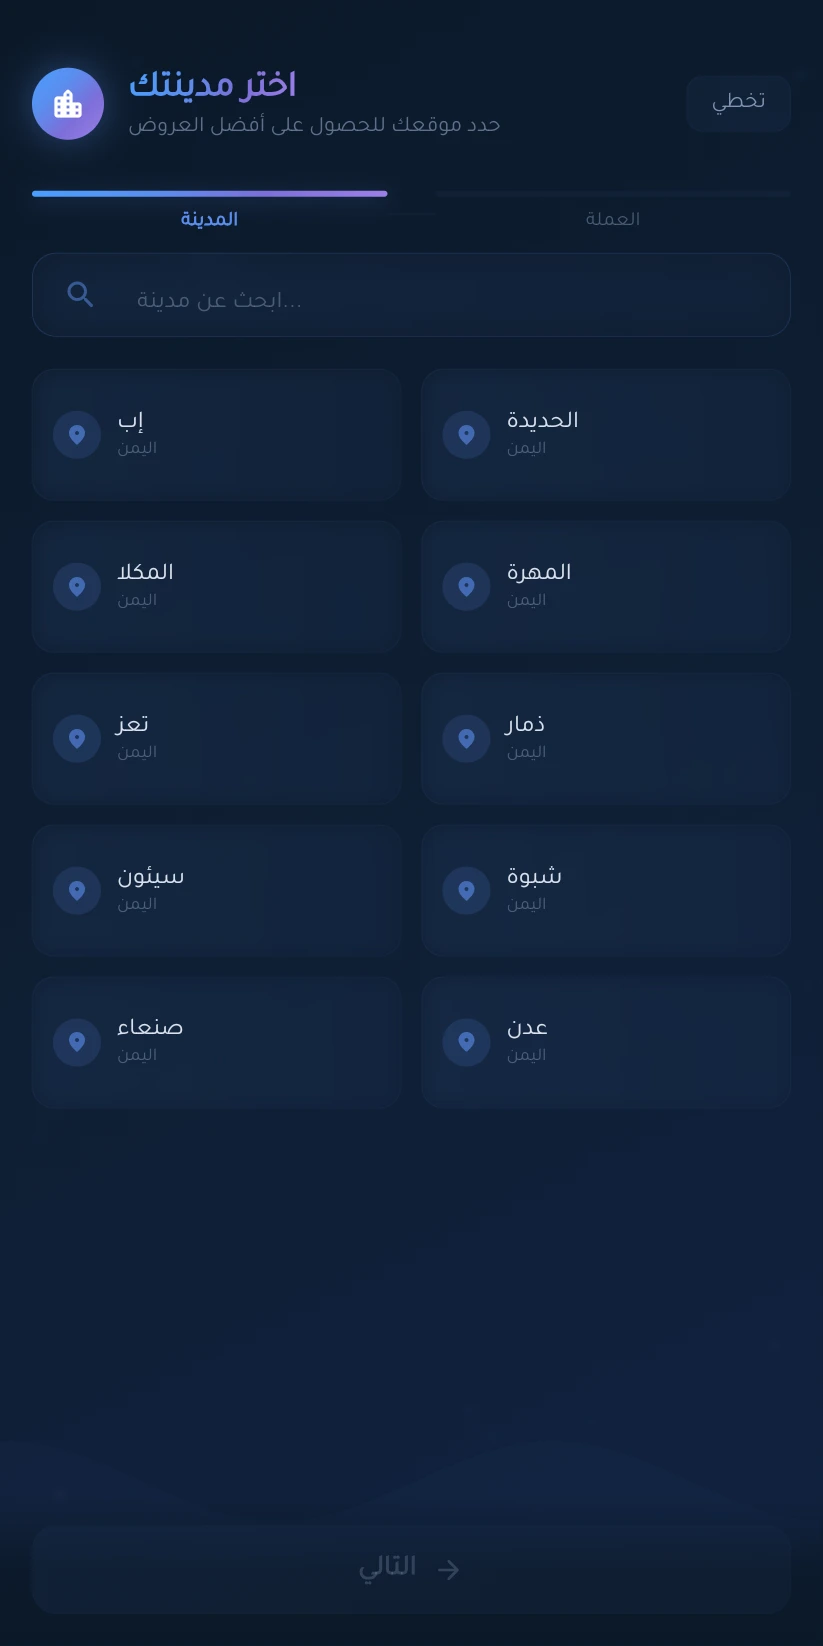 اختر مدينتك
حدد موقعك للحصول على أفضل العروض
تخطي
المدينة
العملة
ابحث عن مدينة...
إب
اليمن
الحديدة
اليمن
المكلا
اليمن
المهرة
اليمن
تعز
اليمن
ذمار
اليمن
سيئون
اليمن
شبوة
اليمن
صنعاء
اليمن
عدن
اليمن
التالي